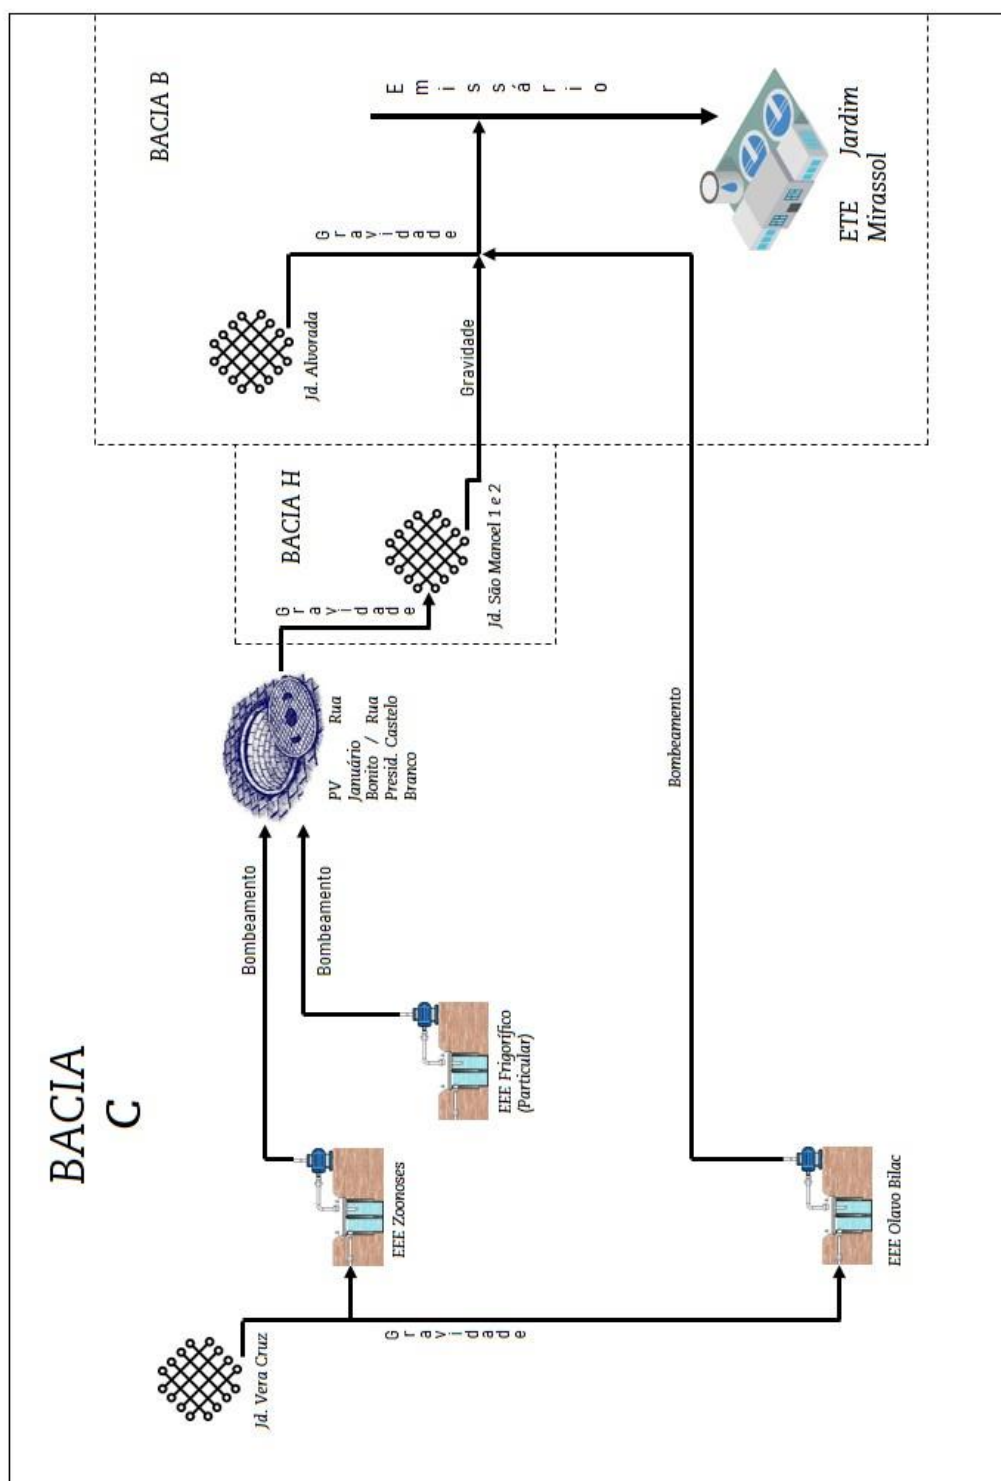 BACIA
C
Jd. Vera Cruz
Gravidade
EEE Zoonoses
EEE Olavo Bilac
EEE Frigorífico
(Particular)
Bombeamento
Bombeamento
Bombeamento
PV Rua
Januário
Bonito / Rua
Presid. Castelo
Branco
BACIA H
Gravidade
Jd. São Manoel 1 e 2
BACIA B
Jd. Alvorada
Gravidade
Gravidade
Emissário
ETE Jardim
Mirassol